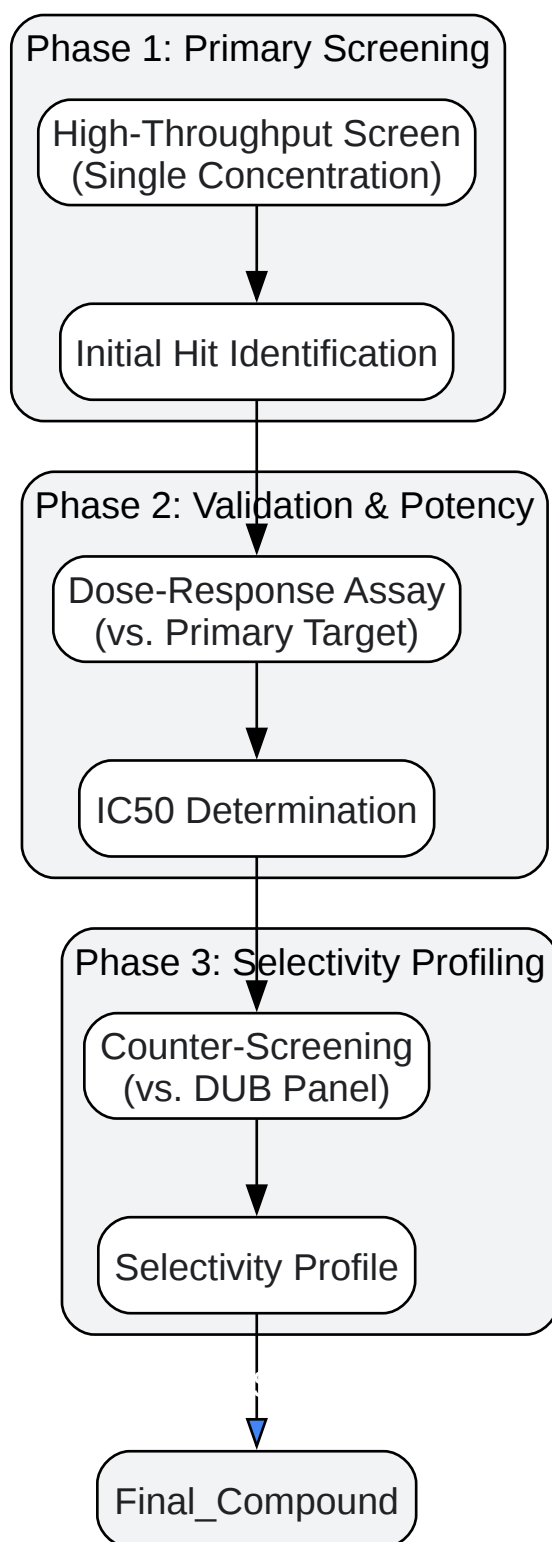 Phase 1: Primary Screening
High-Throughput Screen
(Single Concentration)
Initial Hit Identification
Phase 2: Validation & Potency
Dose-Response Assay
(vs. Primary Target)
IC50 Determination
Phase 3: Selectivity Profiling
Counter-Screening
(vs. DUB Panel)
Selectivity Profile
Final_Compound